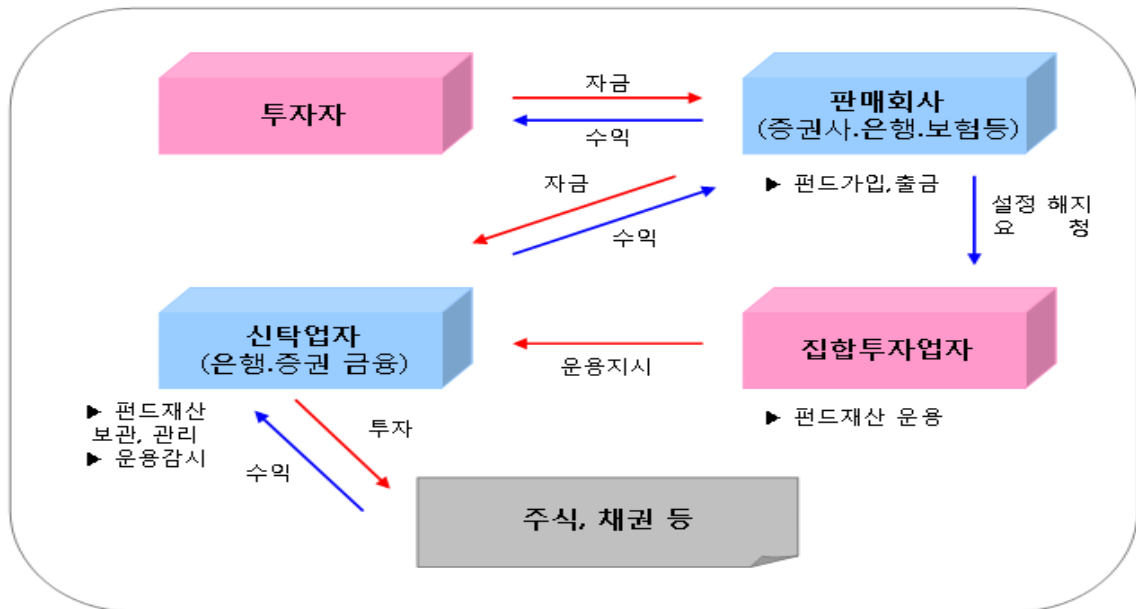 투자자
자금
수익
판매회사
(증권사.은행.보험등)
▶ 펀드가입,출금
자금
수익
설정 해지
요 청
신탁업자
(은행.증권 금융)
운용지시
집합투자업자
▶ 펀드재산
보관, 관리
▶ 운용감시
▶ 펀드재산 운용
투자
수익
주식, 채권 등